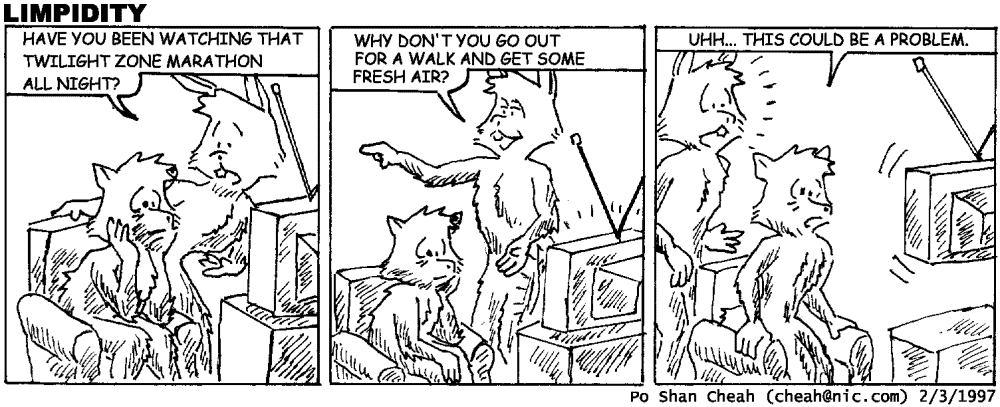 LIMPIDITY
HAVE YOU BEEN WATCHING THAT
TWILIGHT ZONE MARATHON
ALL NIGHT?
WHY DON'T YOU GO OUT
FOR A WALK AND GET SOME
FRESH AIR?
UHH... THIS COULD BE A PROBLEM.
Po Shan Cheah (cheah@nic.com) 2/3/1997